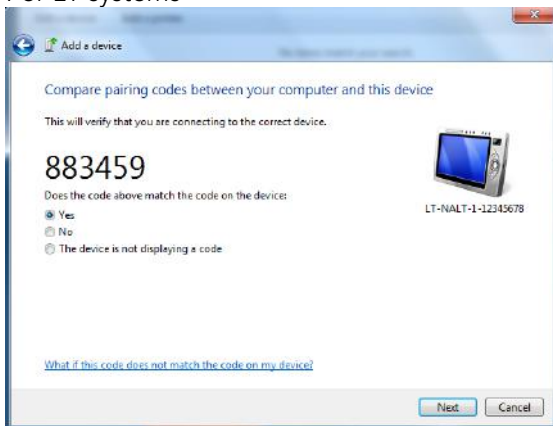 Add a device
Compare pairing codes between your computer and this device
This will verify that you are connecting to the correct device.
883459
Does the code above match the code on the device:
LT-NALT-1-12345678
Yes
No
The device is not displaying a code
What if this code does not match the code on my device?
Next Cancel